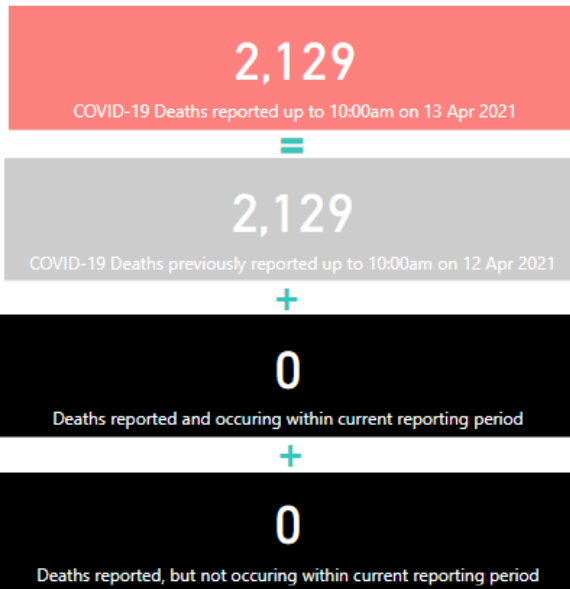 2,129
COVID-19 Deaths reported up to 10:00am on 13 Apr 2021
=
2,129
COVID-19 Deaths previously reported up to 10:00am on 12 Apr 2021
+
0
Deaths reported and occuring within current reporting period
+
0
Deaths reported, but not occuring within current reporting period